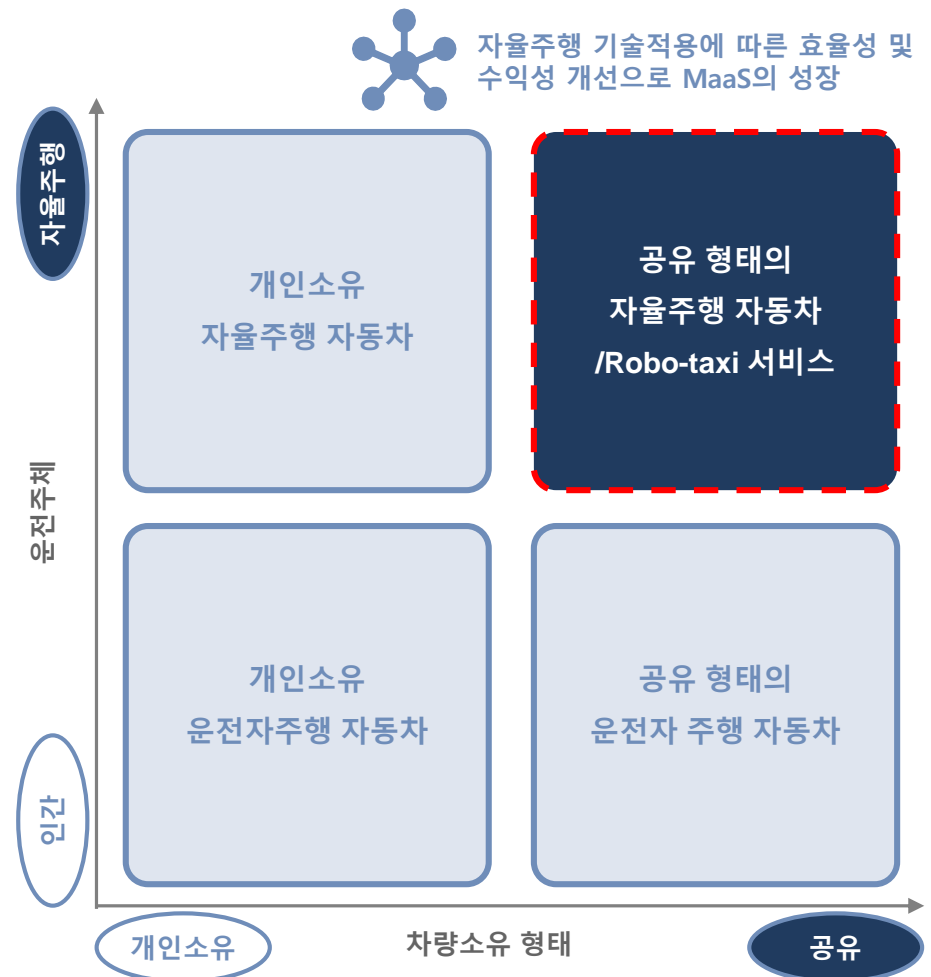 자율주행 기술적용에 따른 효율성 및
수익성 개선으로 MaaS의 성장
자율주행
개인소유
자율주행 자동차
공유 형태의
자율주행 자동차
/Robo-taxi 서비스
운전주체
개인소유
운전자주행 자동차
공유 형태의
운전자 주행 자동차
인간
개인소유
차량소유 형태
공유